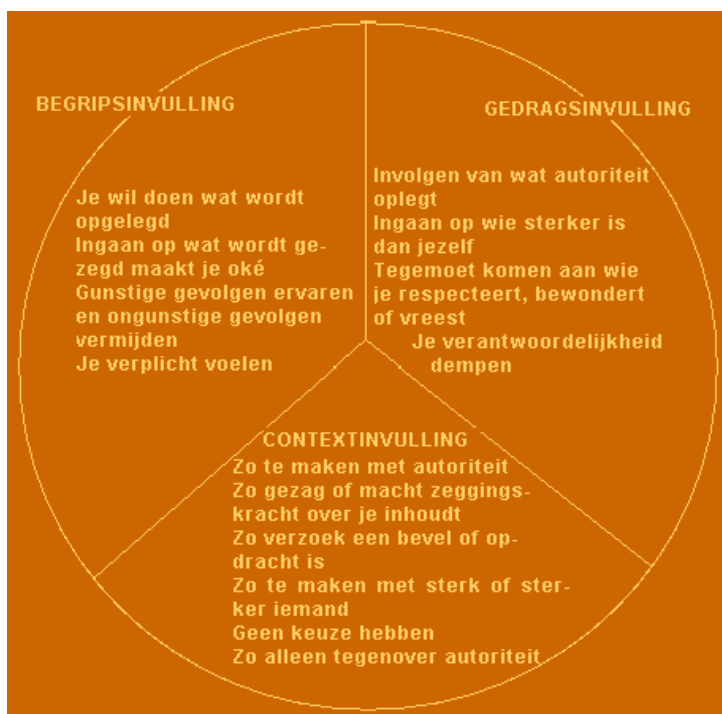 BEGRIPSINVULLING
Je wil doen wat wordt
opgelegd
Ingaan op wat wordt ge-
zegd maakt je oké
Gunstige gevolgen ervaren
en ongunstige gevolgen
vermijden
Je verplicht voelen
GEDRAGSINVULLING
Involgen van wat autoriteit
oplegt
Ingaan op wie sterker is
dan jezelf
Tegemoet komen aan wie
je respecteert, bewondert
of vreest
Je verantwoordelijkheid
dempen
CONTEXTINVULLING
Zo te maken met autoriteit
Zo gezag of macht zeggings-
kracht over je inhoudt
Zo verzoek een bevel of op-
dracht is
Zo te maken met sterk of ster-
ker iemand
Geen keuze hebben
Zo alleen tegenover autoriteit